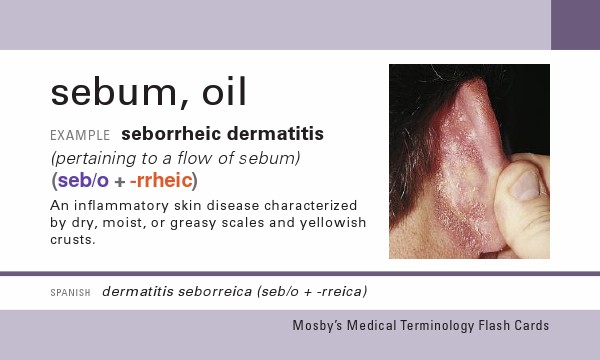 sebum, oil
EXAMPLE seborrheic dermatitis
(pertaining to a flow of sebum)
(seb/o + -rrheic)
An inflammatory skin disease characterized
by dry, moist, or greasy scales and yellowish
crusts.
SPANISH dermatitis seborreica (seb/o + -rreica)
Mosby's Medical Terminology Flash Cards